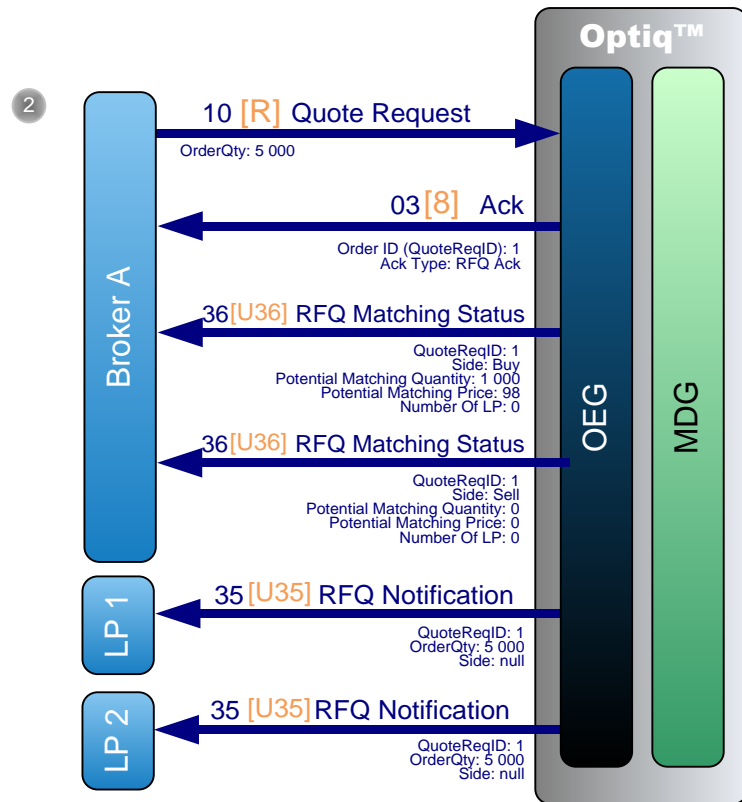 Optiq™
2
10 [R] Quote Request
OrderQty: 5 000
03 [8] Ack
Order ID (QuoteReqID): 1
Ack Type: RFQ Ack
Broker A
36 [U36] RFQ Matching Status
QuoteReqID: 1
Side: Buy
Potential Matching Quantity: 1 000
Potential Matching Price: 98
Number Of LP: 0
OEG
MDG
36 [U36] RFQ Matching Status
QuoteReqID: 1
Side: Sell
Potential Matching Quantity: 0
Potential Matching Price: 0
Number Of LP: 0
LP 1
35 [U35] RFQ Notification
QuoteReqID: 1
OrderQty: 5 000
Side: null
LP 2
35 [U35] RFQ Notification
QuoteReqID: 1
OrderQty: 5 000
Side: null